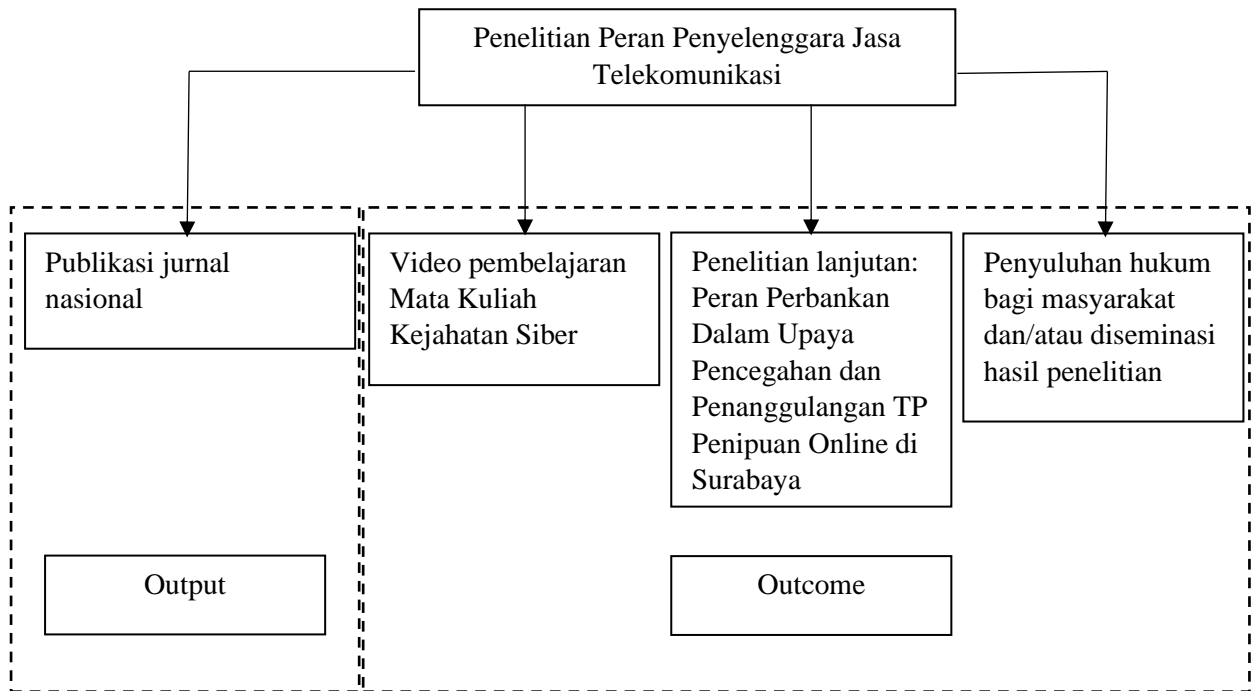 Penelitian Peran Penyelenggara Jasa
Telekomunikasi
Publikasi jurnal
nasional
Video pembelajaran
Mata Kuliah
Kejahatan Siber
Penelitian lanjutan:
Peran Perbankan
Dalam Upaya
Pencegahan dan
Penanggulangan TP
Penipuan Online di
Surabaya
Penyuluhan hukum
bagi masyarakat
dan/atau diseminasi
hasil penelitian
Output
Outcome